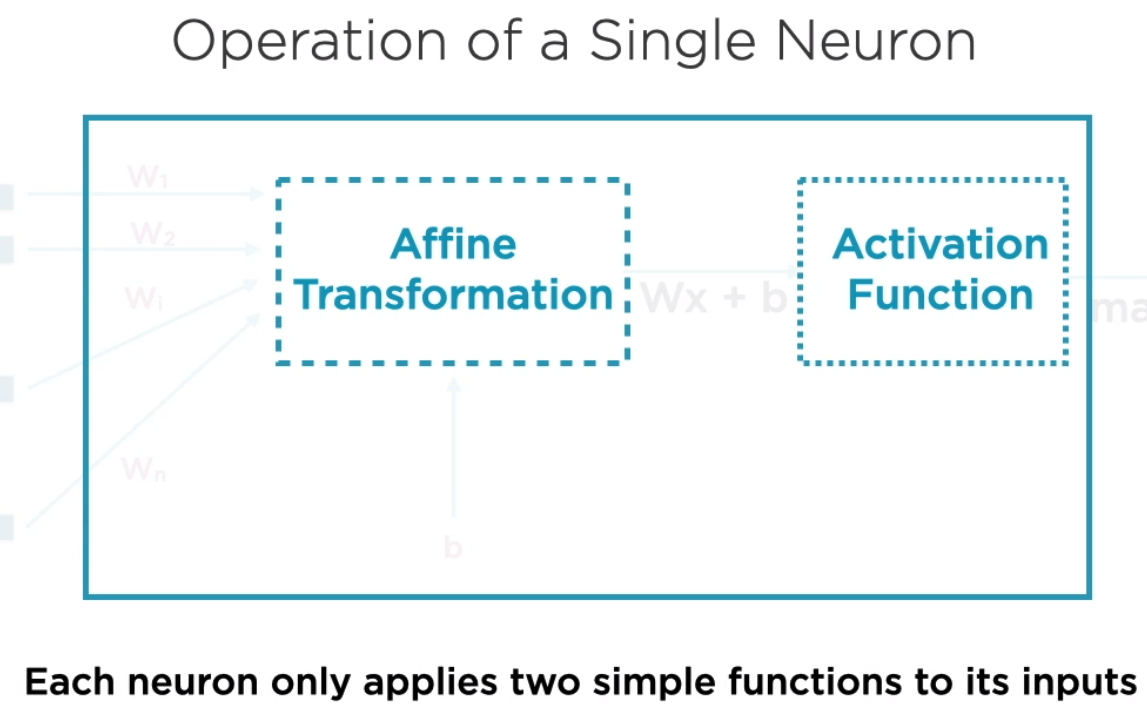 Operation of a Single Neuron
W1
W2
Affine
Transformation
Activation
Function
Wi
Wx + b
ma
Wn
b
Each neuron only applies two simple functions to its inputs